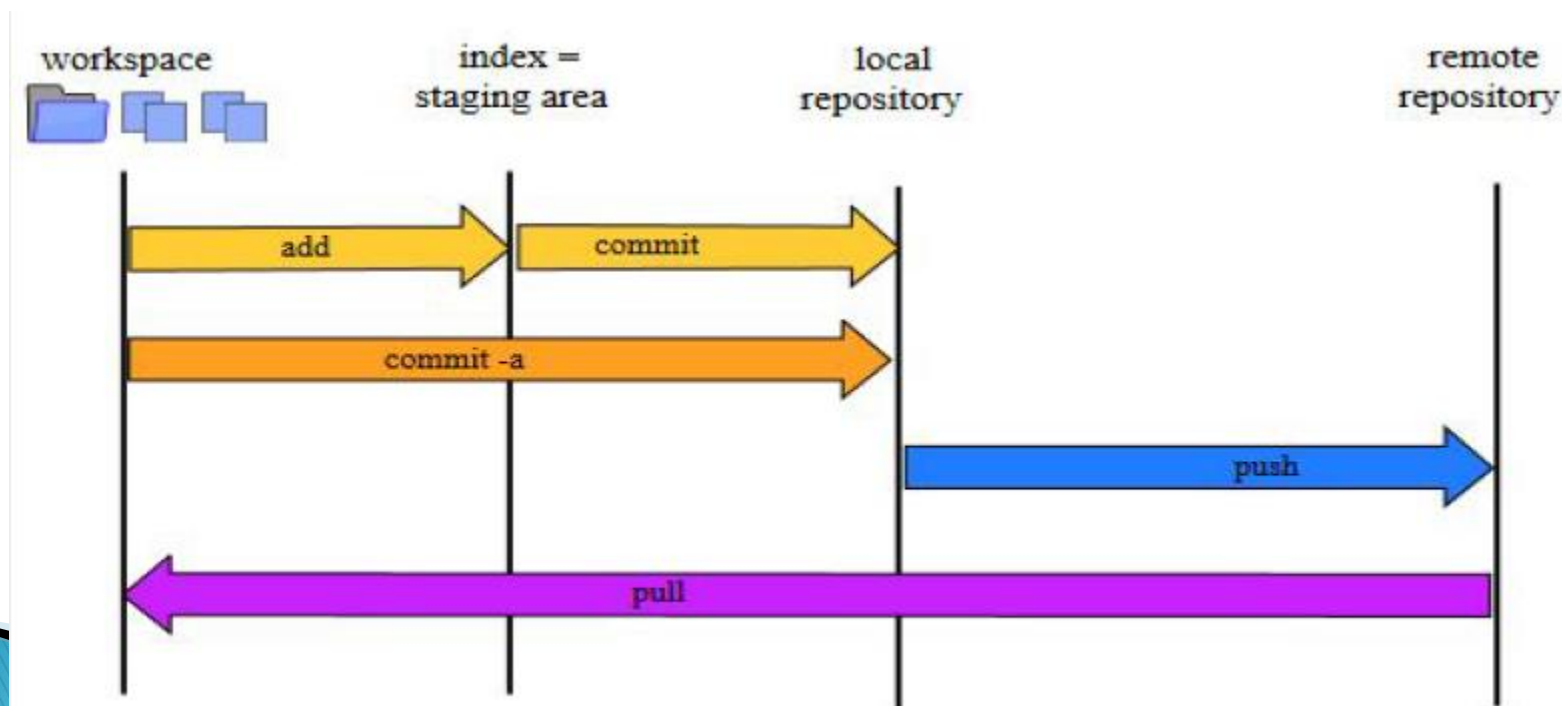 workspace
index =
staging area
local
repository
remote
repository
add
commit
commit -a
push
pull